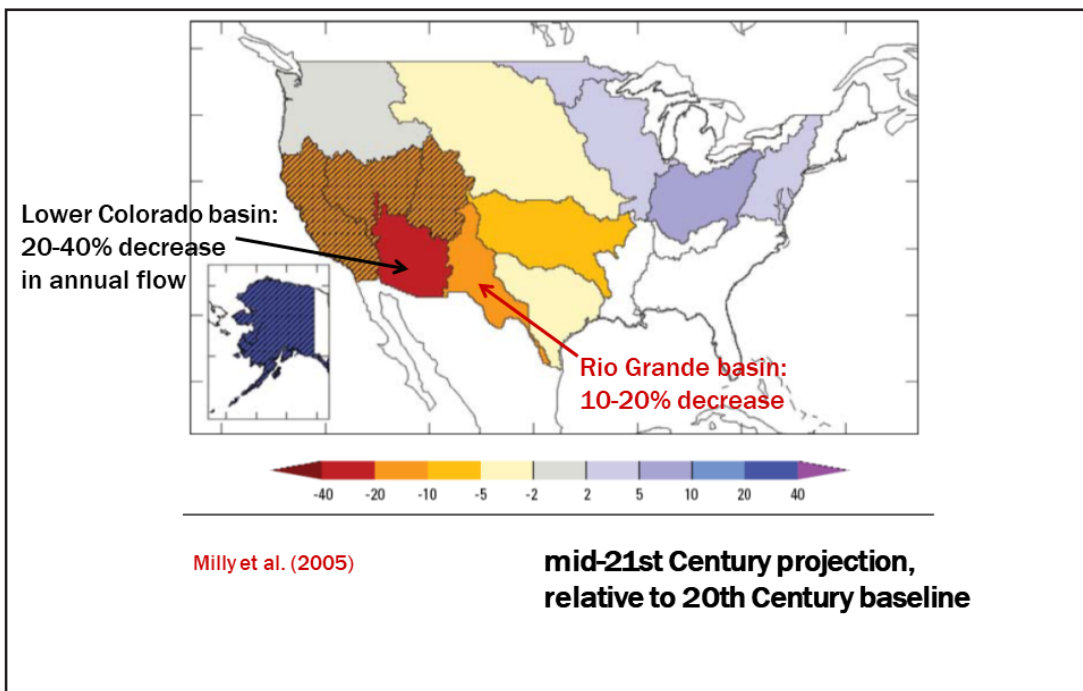 Lower Colorado basin:
20-40% decrease
in annual flow
Rio Grande basin:
10-20% decrease
-40 -20 -10 -5 -2 2 5 10 20 40
Milly et al. (2005)
mid-21st Century projection,
relative to 20th Century baseline